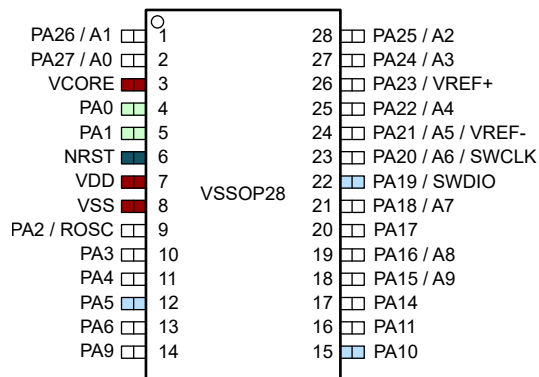 PA26 / A1 1 28 PA25 / A2
PA27 / A0 2 27 PA24 / A3
VCORE 3 26 PA23 / VREF+
PA0 4 25 PA22 / A4
PA1 5 24 PA21 / A5 / VREF-
NRST 6 23 PA20 / A6 / SWCLK
VDD 7 22 PA19 / SWDIO
VSSOP28
VSS 8 21 PA18 / A7
PA2 / ROSC 9 20 PA17
PA3 10 19 PA16 / A8
PA4 11 18 PA15 / A9
PA5 12 17 PA14
PA6 13 16 PA11
PA9 14 15 PA10